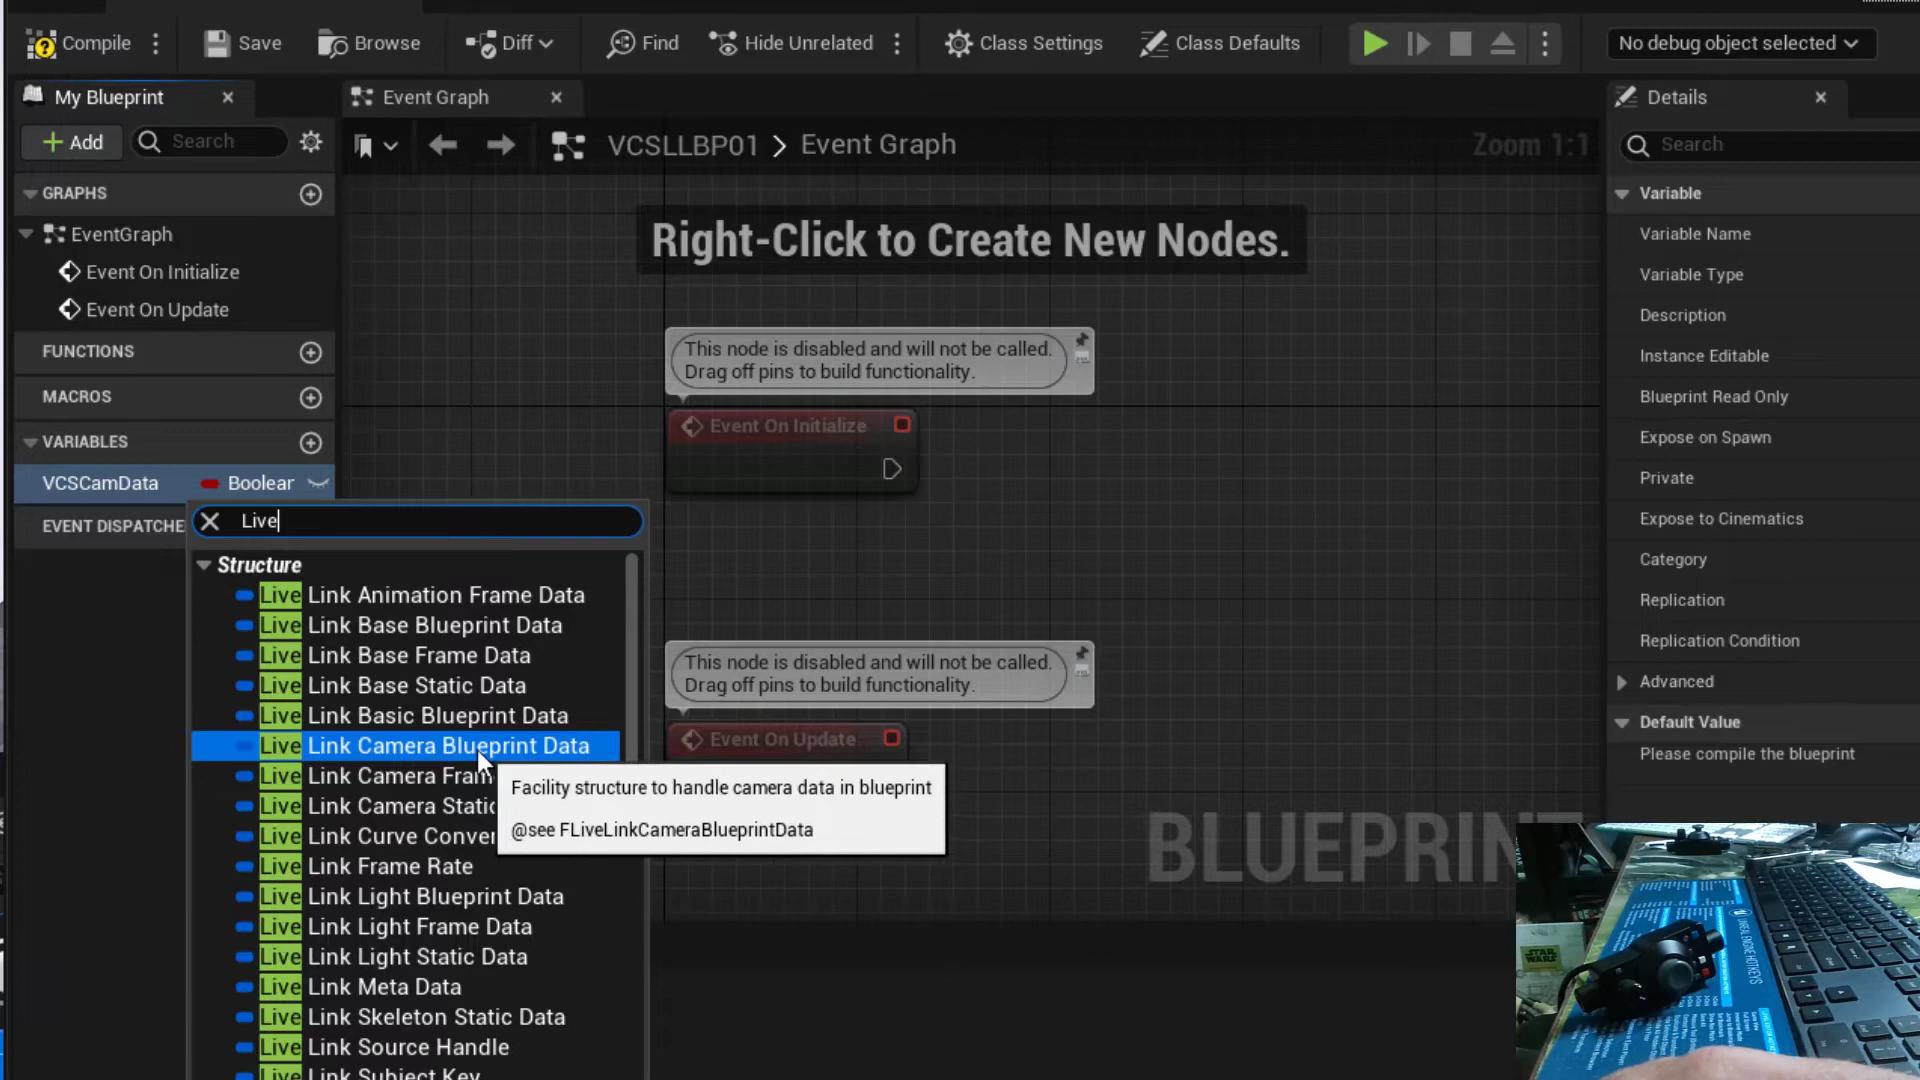 Compile
Save
Browse
Diff
Find
Hide Unrelated
Class Settings
Class Defaults
No debug object selected
My Blueprint
Event Graph
Details
Add
Search
VCSLLBP01 > Event Graph
Zoom 1:1
Search
GRAPHS
EventGraph
Event On Initialize
Event On Update
FUNCTIONS
MACROS
VARIABLES
VCSCamData
Boolear
EVENT DISPATCHE
Live
Structure
Live Link Animation Frame Data
Live Link Base Blueprint Data
Live Link Base Frame Data
Live Link Base Static Data
Live Link Basic Blueprint Data
Live Link Camera Blueprint Data
Live Link Camera Fram
Live Link Camera Static
Live Link Curve Conver
Live Link Frame Rate
Live Link Light Blueprint Data
Live Link Light Frame Data
Live Link Light Static Data
Live Link Meta Data
Live Link Skeleton Static Data
Live Link Source Handle
Live Link Subject Key
Facility structure to handle camera data in blueprint
@see FLiveLinkCameraBlueprintData
Right-Click to Create New Nodes.
This node is disabled and will not be called.
Drag off pins to build functionality.
Event On Initialize
This node is disabled and will not be called.
Drag off pins to build functionality.
Event On Update
BLUEPRINT
Variable
Variable Name
Variable Type
Description
Instance Editable
Blueprint Read Only
Expose on Spawn
Private
Expose to Cinematics
Category
Replication
Replication Condition
Advanced
Default Value
Please compile the blueprint
STAR
WARS
UNREAL ENGINE HOTKEYS